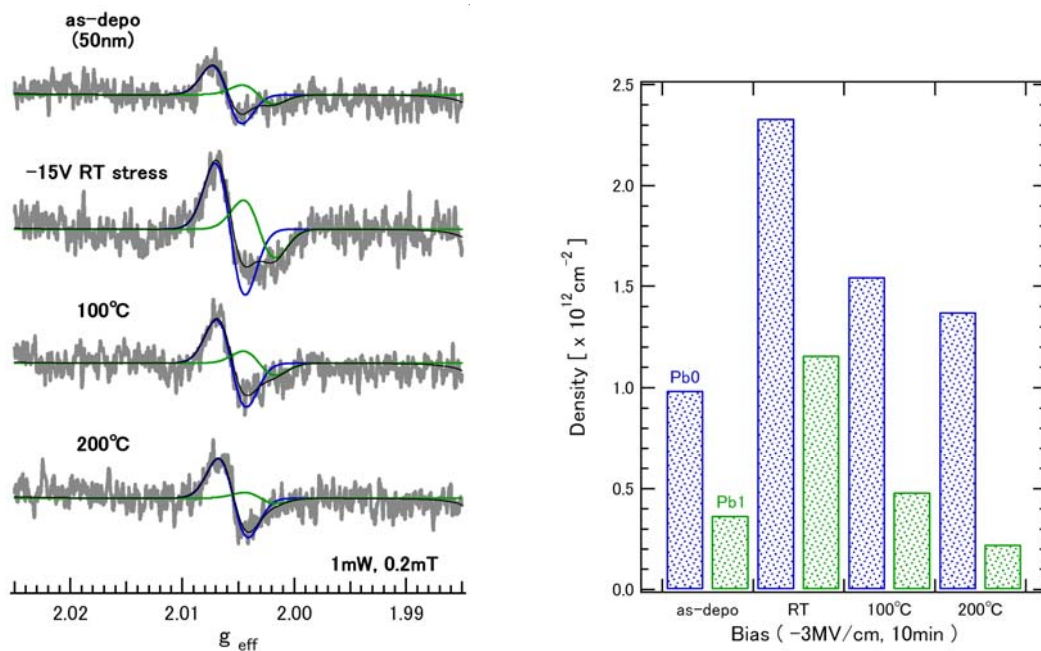 as-depo
(50nm)
-15V RT stress
100℃
200℃
1mW, 0.2mT
2.02 2.01 2.00 1.99
g eff
2.5
2.0
1.5
1.0
0.5
0.0
Density [ x 10¹² cm⁻² ]
Pb0
Pb1
as-depo RT 100℃ 200℃
Bias ( -3MV/cm, 10min )